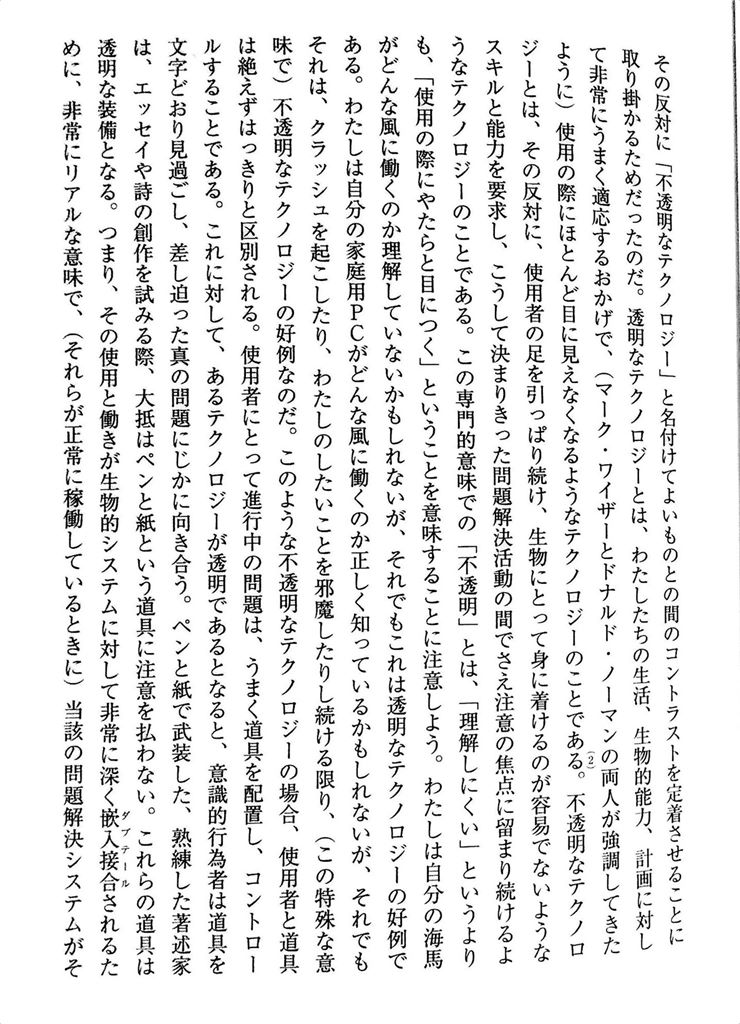 その反対に「不透明なテクノロジー」と名付けてよいものとの間のコントラストを定着させることに
取り掛かるためだったのだ。透明なテクノロジーとは、わたしたちの生活、生物的能力、計画に対し
て非常にうまく適応するおかげで、（マーク・ワイザーとドナルド・ノーマンの両人が強調してきた
ように）使用の際にほとんど目に見えなくなるようなテクノロジーのことである。(2)不透明なテクノロ
ジーとは、その反対に、使用者の足を引っぱり続け、生物にとって身に着けるのが容易でないような
スキルと能力を要求し、こうして決まりきった問題解決活動の間でさえ注意の焦点に留まり続けるよ
うなテクノロジーのことである。この専門的意味での「不透明」とは、「理解しにくい」というより
も、「使用の際にやたらと目につく」ということを意味することに注意しよう。わたしは自分の海馬
がどんな風に働くのか理解していないかもしれないが、それでもこれは透明なテクノロジーの好例で
ある。わたしは自分の家庭用PCがどんな風に働くのか正しく知っているかもしれないが、それでも
それは、クラッシュを起こしたり、わたしのしたいことを邪魔したりし続ける限り、（この特殊な意
味で）不透明なテクノロジーの好例なのだ。このような不透明なテクノロジーの場合、使用者と道具
は絶えずはっきりと区別される。使用者にとって進行中の問題は、うまく道具を配置し、コントロー
ルすることである。これに対して、あるテクノロジーが透明であるとなると、意識的行為者は道具を
文字どおり見過ごし、差し迫った真の問題にじかに向き合う。ペンと紙で武装した、熟練した著述家
は、エッセイや詩の創作を試みる際、大抵はペンと紙という道具に注意を払わない。これらの道具は
透明な装備となる。つまり、その使用と働きが生物的システムに対して非常に深く嵌入接合（ダブテール）されるた
めに、非常にリアルな意味で、（それらが正常に稼働しているときに）当該の問題解決システムがそ